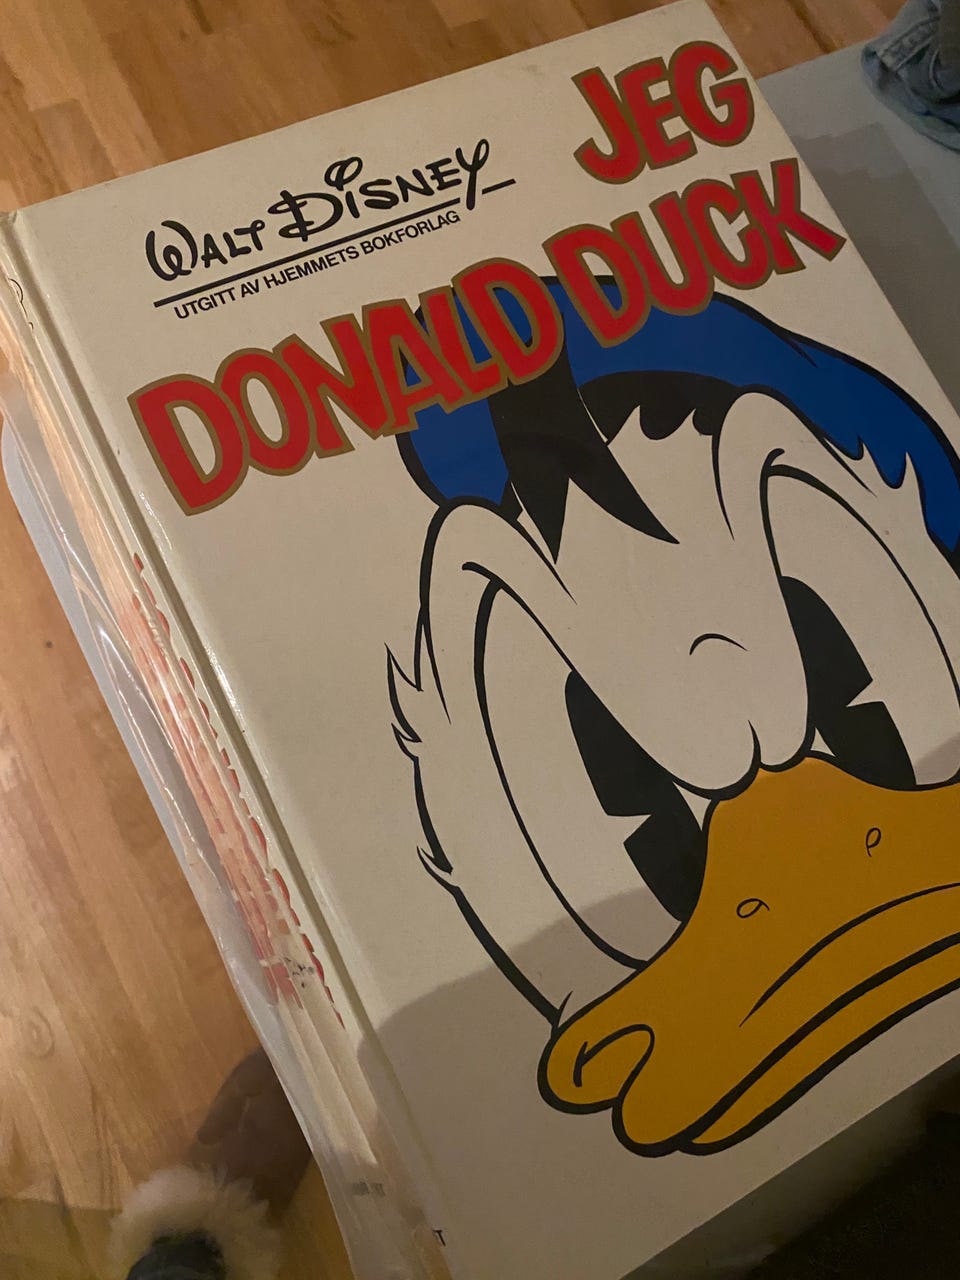 WALT DISNEY
UTGITT AV HJEMMETS BOKFORLAG
JEG
DONALD DUCK